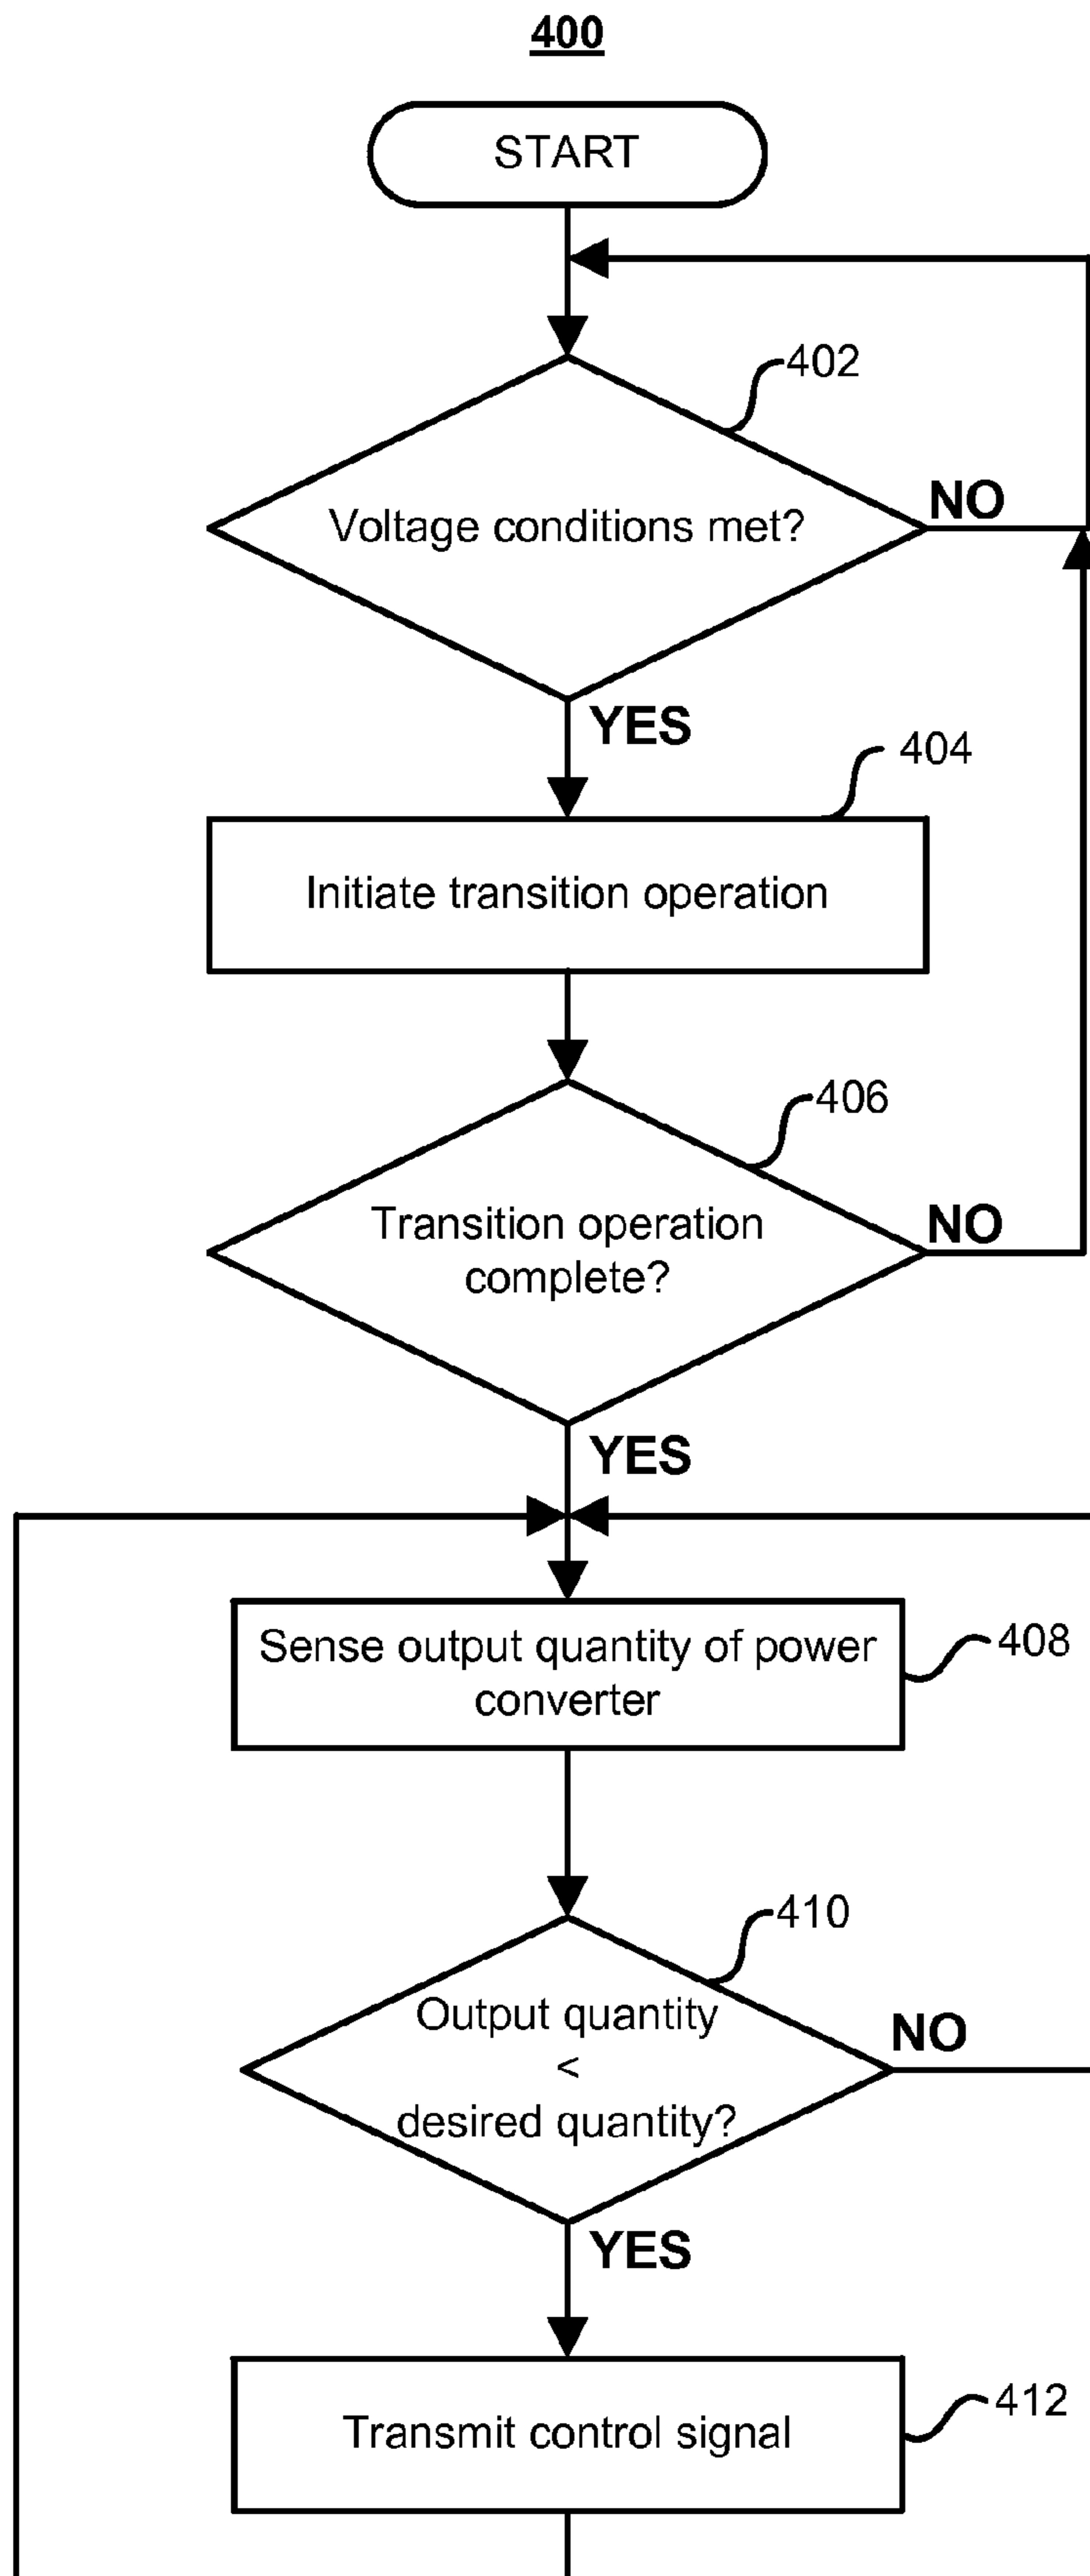 400
START
402
Voltage conditions met?
NO
YES
404
Initiate transition operation
406
Transition operation
complete?
NO
YES
Sense output quantity of power
converter
408
410
Output quantity
<
desired quantity?
NO
YES
Transmit control signal
412